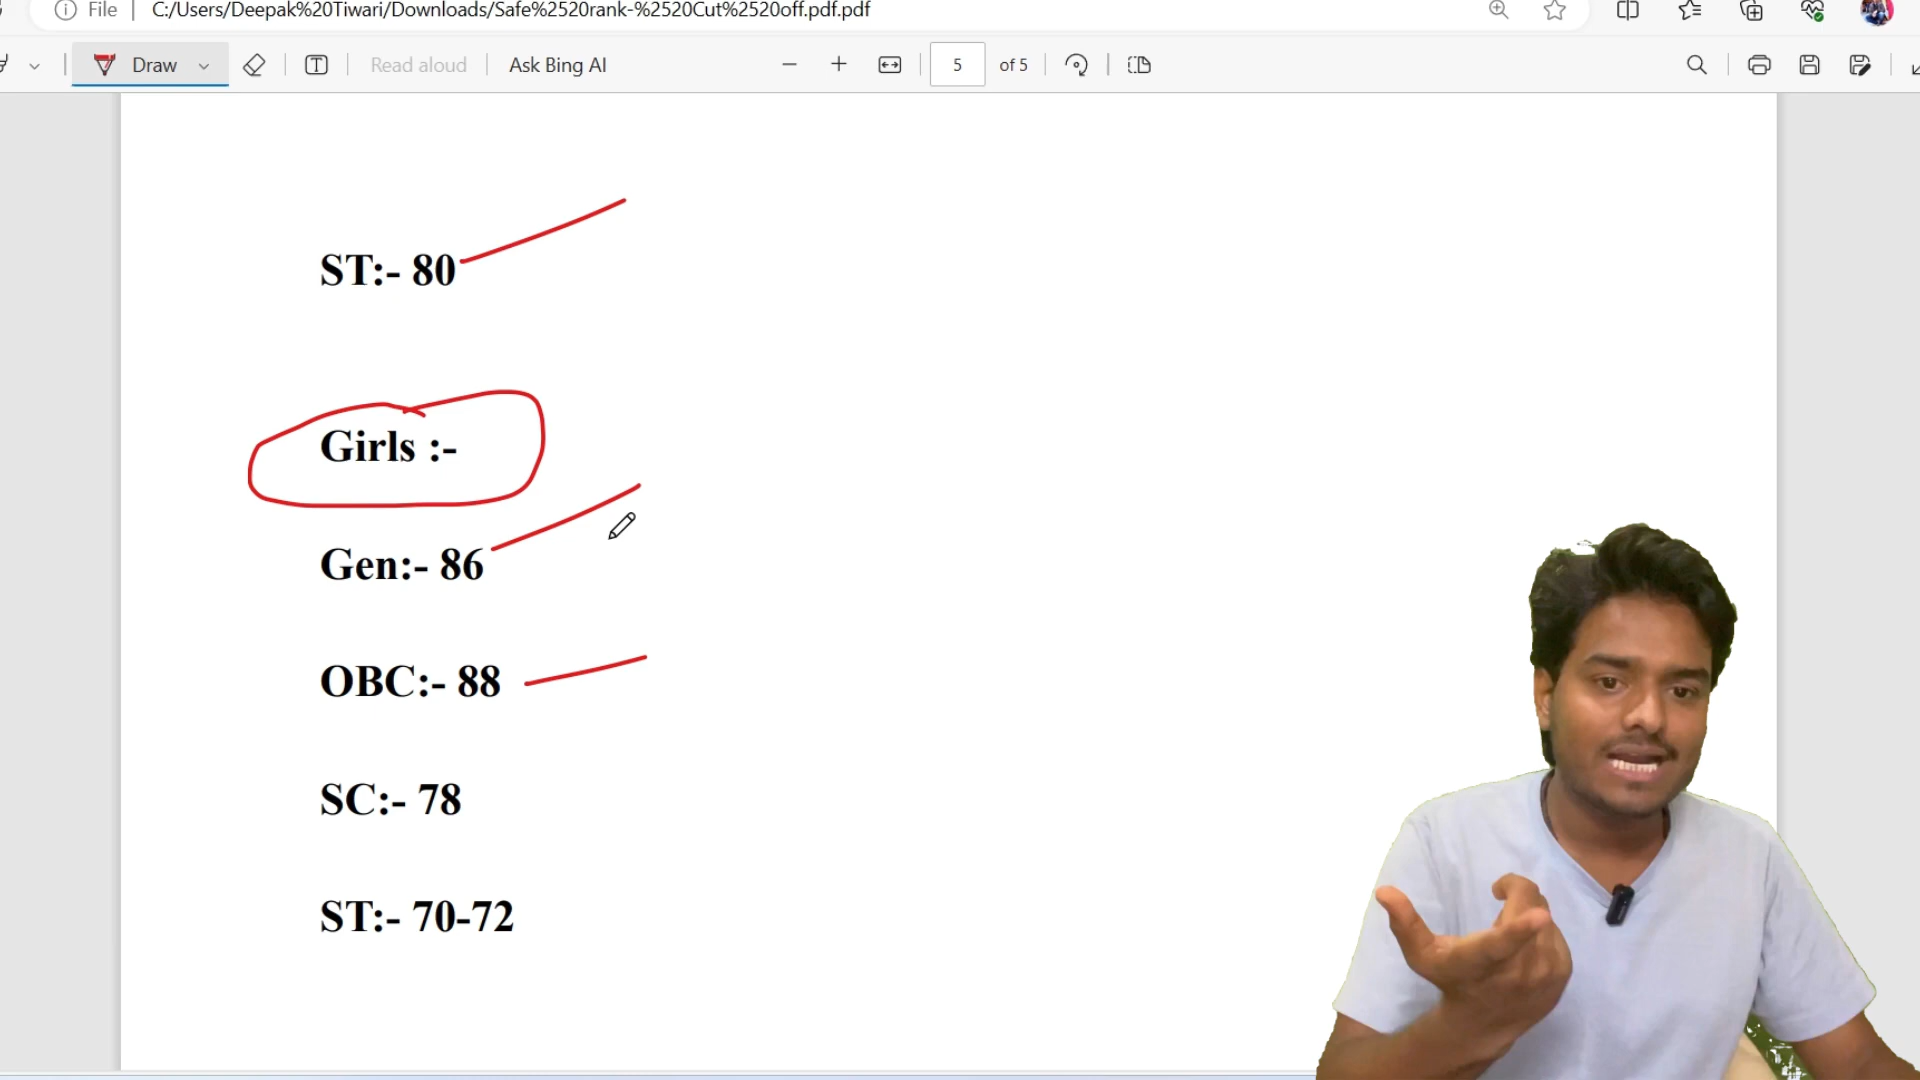 File C:/Users/Deepak%20Tiwari/Downloads/Safe%2520rank-%2520Cut%2520off.pdf.pdf
Draw Read aloud Ask Bing AI 5 of 5
ST:- 80
Girls :-
Gen:- 86
OBC:- 88
SC:- 78
ST:- 70-72